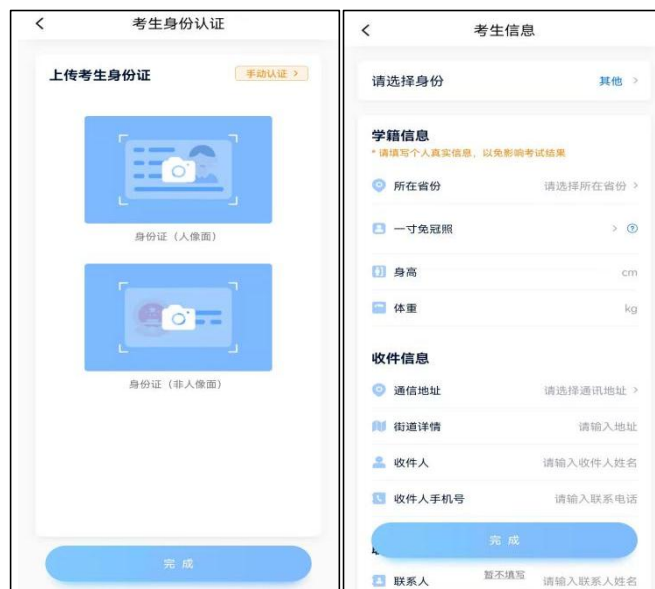 考生身份认证
上传考生身份证
手动认证 >
身份证（人像面）
身份证（非人像面）
完成
考生信息
请选择身份
其他 >
学籍信息
* 请填写个人真实信息，以免影响考试结果
所在省份
请选择所在省份 >
一寸免冠照
身高
cm
体重
kg
收件信息
通信地址
请选择通讯地址 >
街道详情
请输入地址
收件人
请输入收件人姓名
收件人手机号
请输入联系电话
完成
暂不填写
联系人
请输入联系人姓名